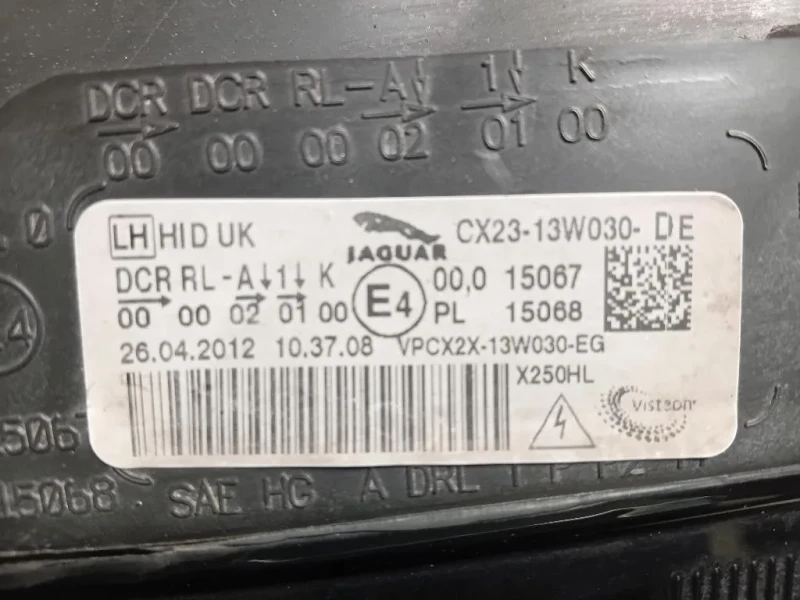 DCR DCR RL-A↓ 1↓ K
00 00 00 02 01 00
LH HID UK JAGUAR CX23-13W030- DE
DCR RL-A↓1↓ K E4 00,0 15067
00 00 02 01 00 PL 15068
26.04.2012 10.37.08 VPCX2X-13W030-EG
X250HL
Visteon
15068 SAE HG A DRL